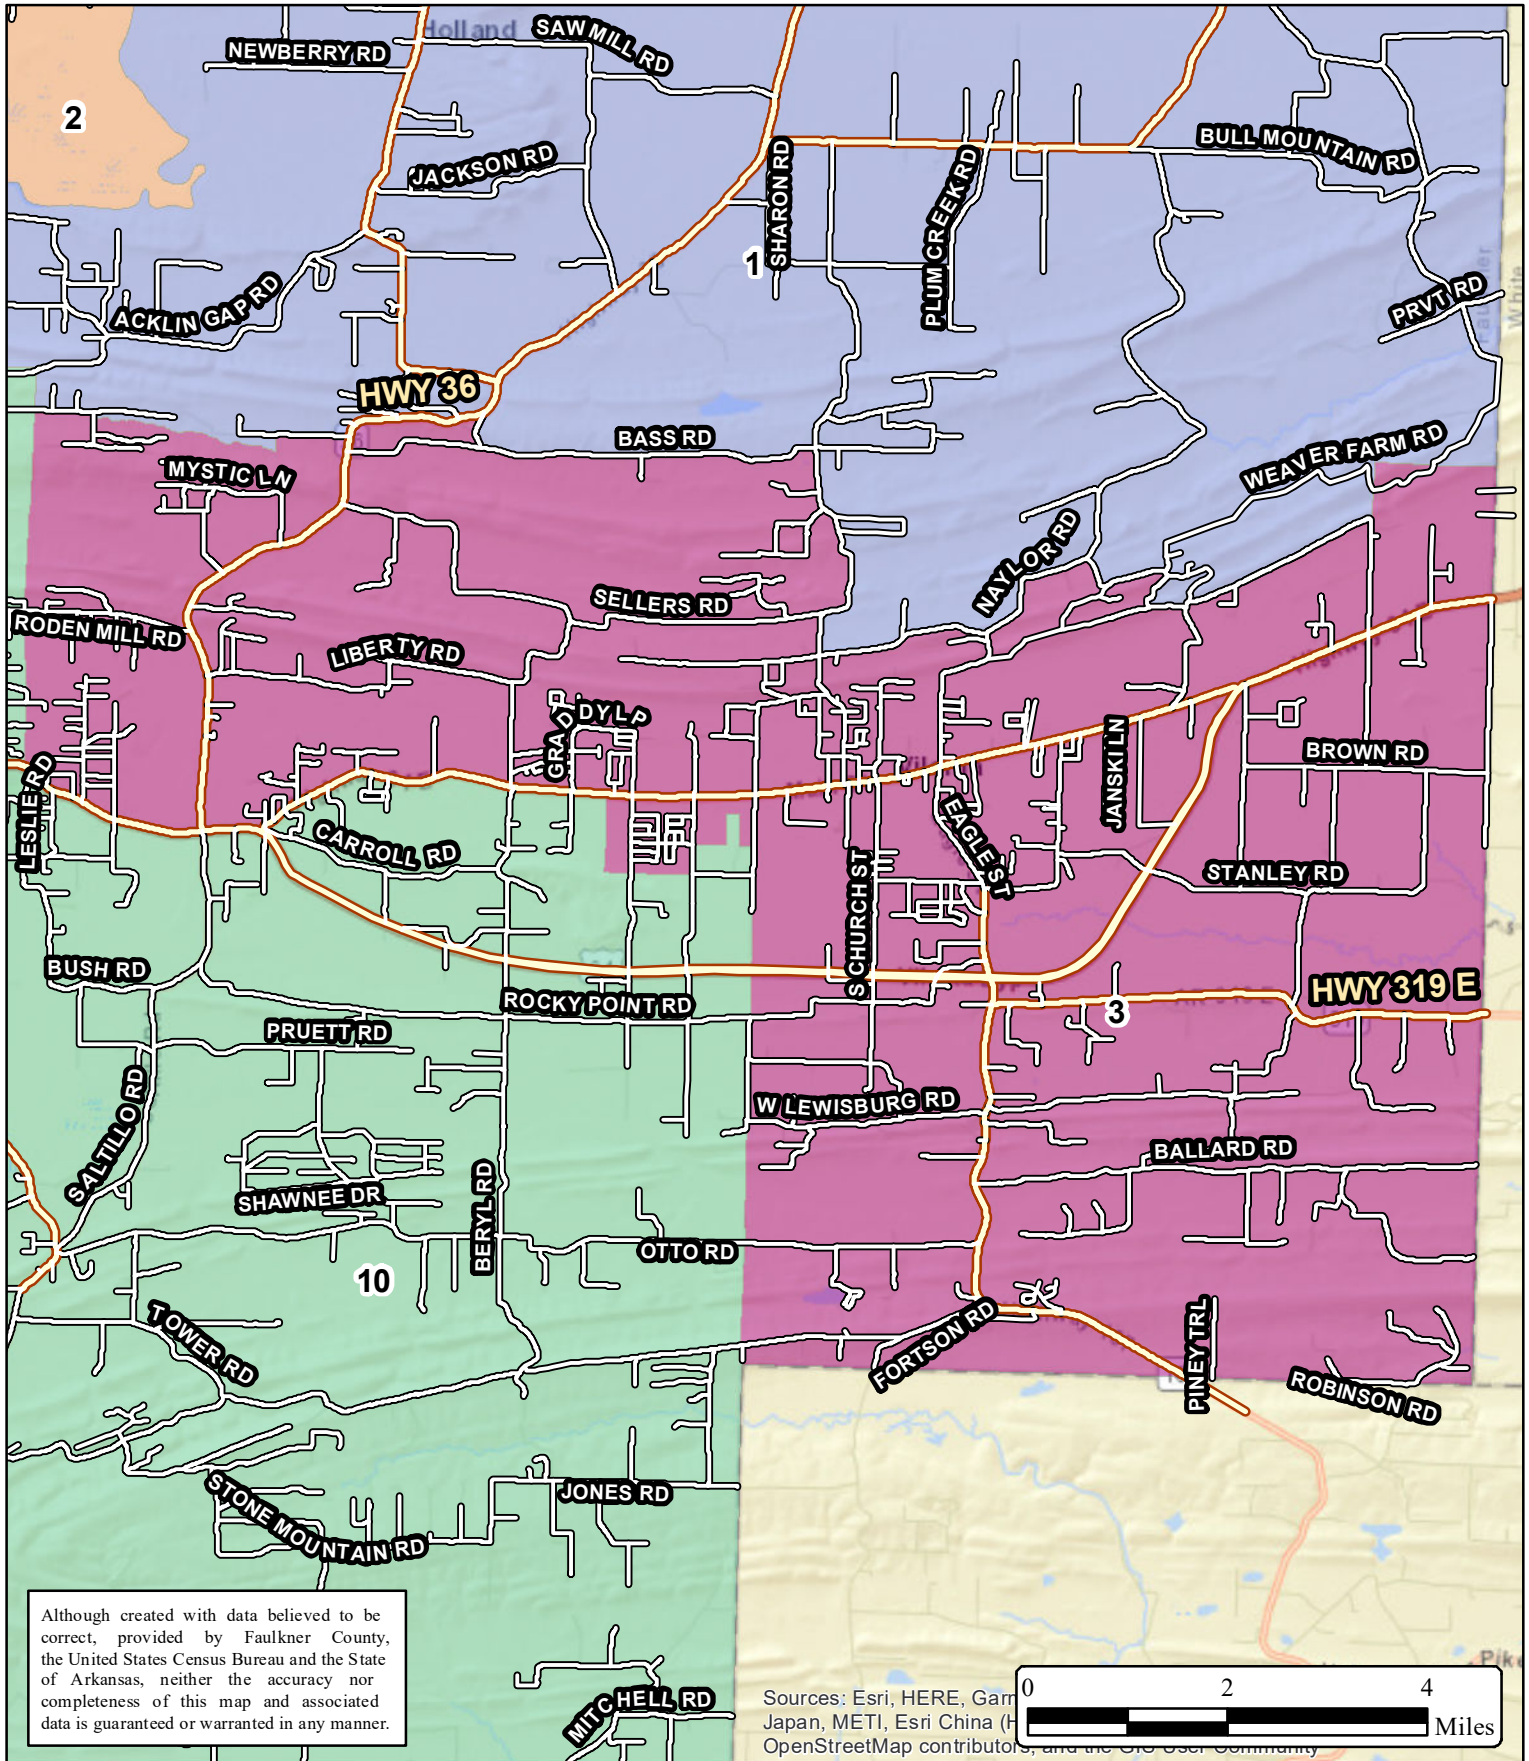 Holland
SAW MILL RD
NEWBERRY RD
2
BULL MOUNTAIN RD
JACKSON RD
SHARON RD
PLUM CREEK RD
1
Faulkner
White
ACKLIN GAP RD
PRVT RD
HWY 36
BASS RD
WEAVER FARM RD
MYSTIC LN
NAYLOR RD
SELLERS RD
RODEN MILL RD
LIBERTY RD
GRADDY LP
JANSKI LN
BROWN RD
LESLIE RD
EAGLE ST
CARROLL RD
STANLEY RD
S CHURCH ST
BUSH RD
HWY 319 E
ROCKY POINT RD
3
PRUETT RD
SALTILLO RD
W LEWISBURG RD
BALLARD RD
SHAWNEE DR
BERYL RD
OTTO RD
10
TOWER RD
FORTSON RD
PINEY TRL
ROBINSON RD
STONE MOUNTAIN RD
JONES RD
MITCHELL RD
Although created with data believed to be
correct, provided by Faulkner County,
the United States Census Bureau and the State
of Arkansas, neither the accuracy nor
completeness of this map and associated
data is guaranteed or warranted in any manner.
Sources: Esri, HERE, Garm
Japan, METI, Esri China (H
OpenStreetMap contributors, and the GIS User Community
0 2 4
Miles
Pike